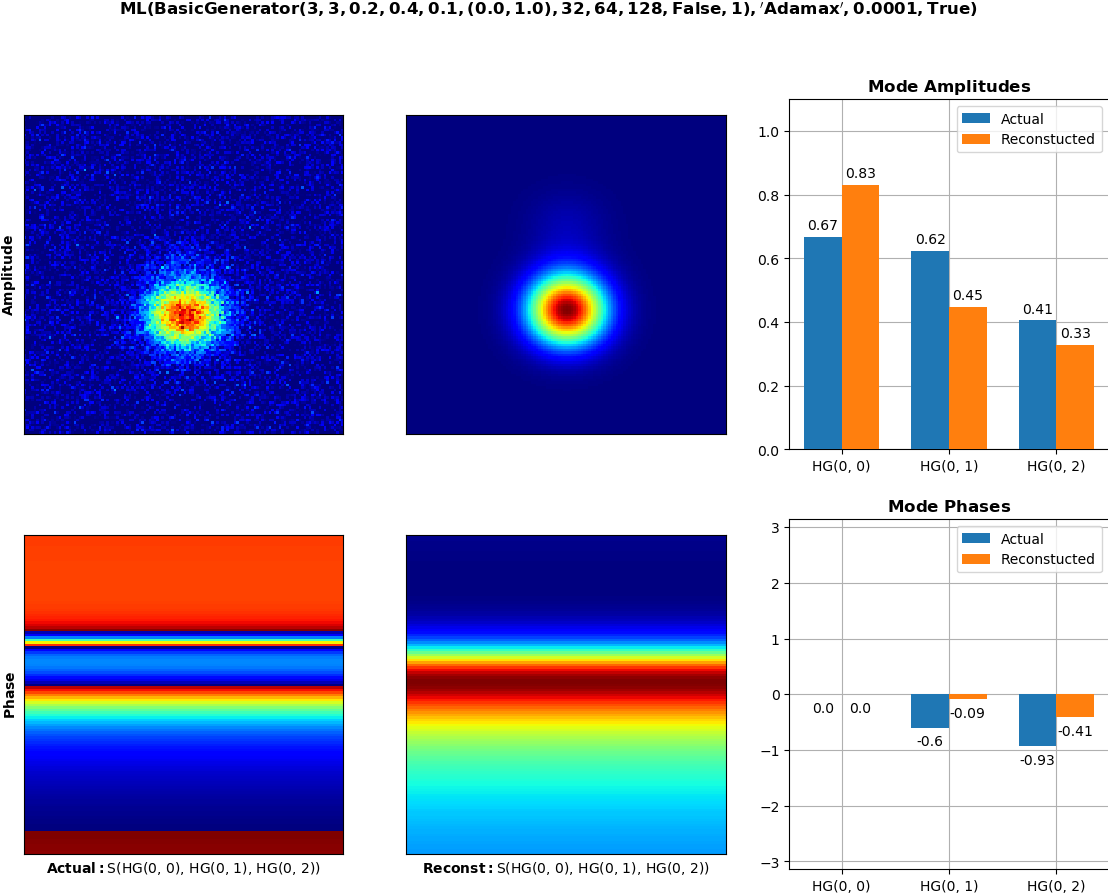 ML(BasicGenerator(3, 3, 0.2, 0.4, 0.1, (0.0, 1.0), 32, 64, 128, False, 1), ′Adamax′, 0.0001, True)
Amplitude
Mode Amplitudes
Actual
Reconstucted
1.0
0.8
0.6
0.4
0.2
0.0
0.67
0.83
0.62
0.45
0.41
0.33
HG(0, 0)
HG(0, 1)
HG(0, 2)
Phase
Actual: S(HG(0, 0), HG(0, 1), HG(0, 2))
Reconst: S(HG(0, 0), HG(0, 1), HG(0, 2))
Mode Phases
Actual
Reconstucted
3
2
1
0
−1
−2
−3
0.0
0.0
-0.6
-0.09
-0.93
-0.41
HG(0, 0)
HG(0, 1)
HG(0, 2)